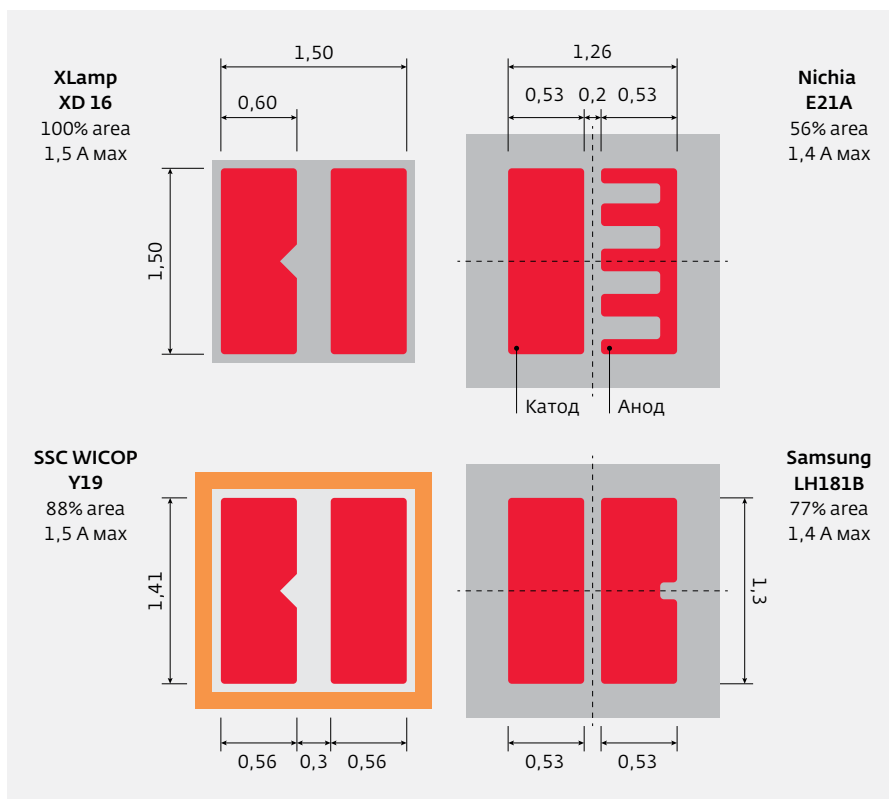 XLamp
XD 16
100% area
1,5 А мах
1,50
0,60
1,50
1,26
0,53 0,2 0,53
Nichia
E21A
56% area
1,4 А мах
Катод
Анод
SSC WICOP
Y19
88% area
1,5 А мах
1,41
0,56 0,3 0,56
Samsung
LH181B
77% area
1,4 А мах
1,3
0,53 0,53